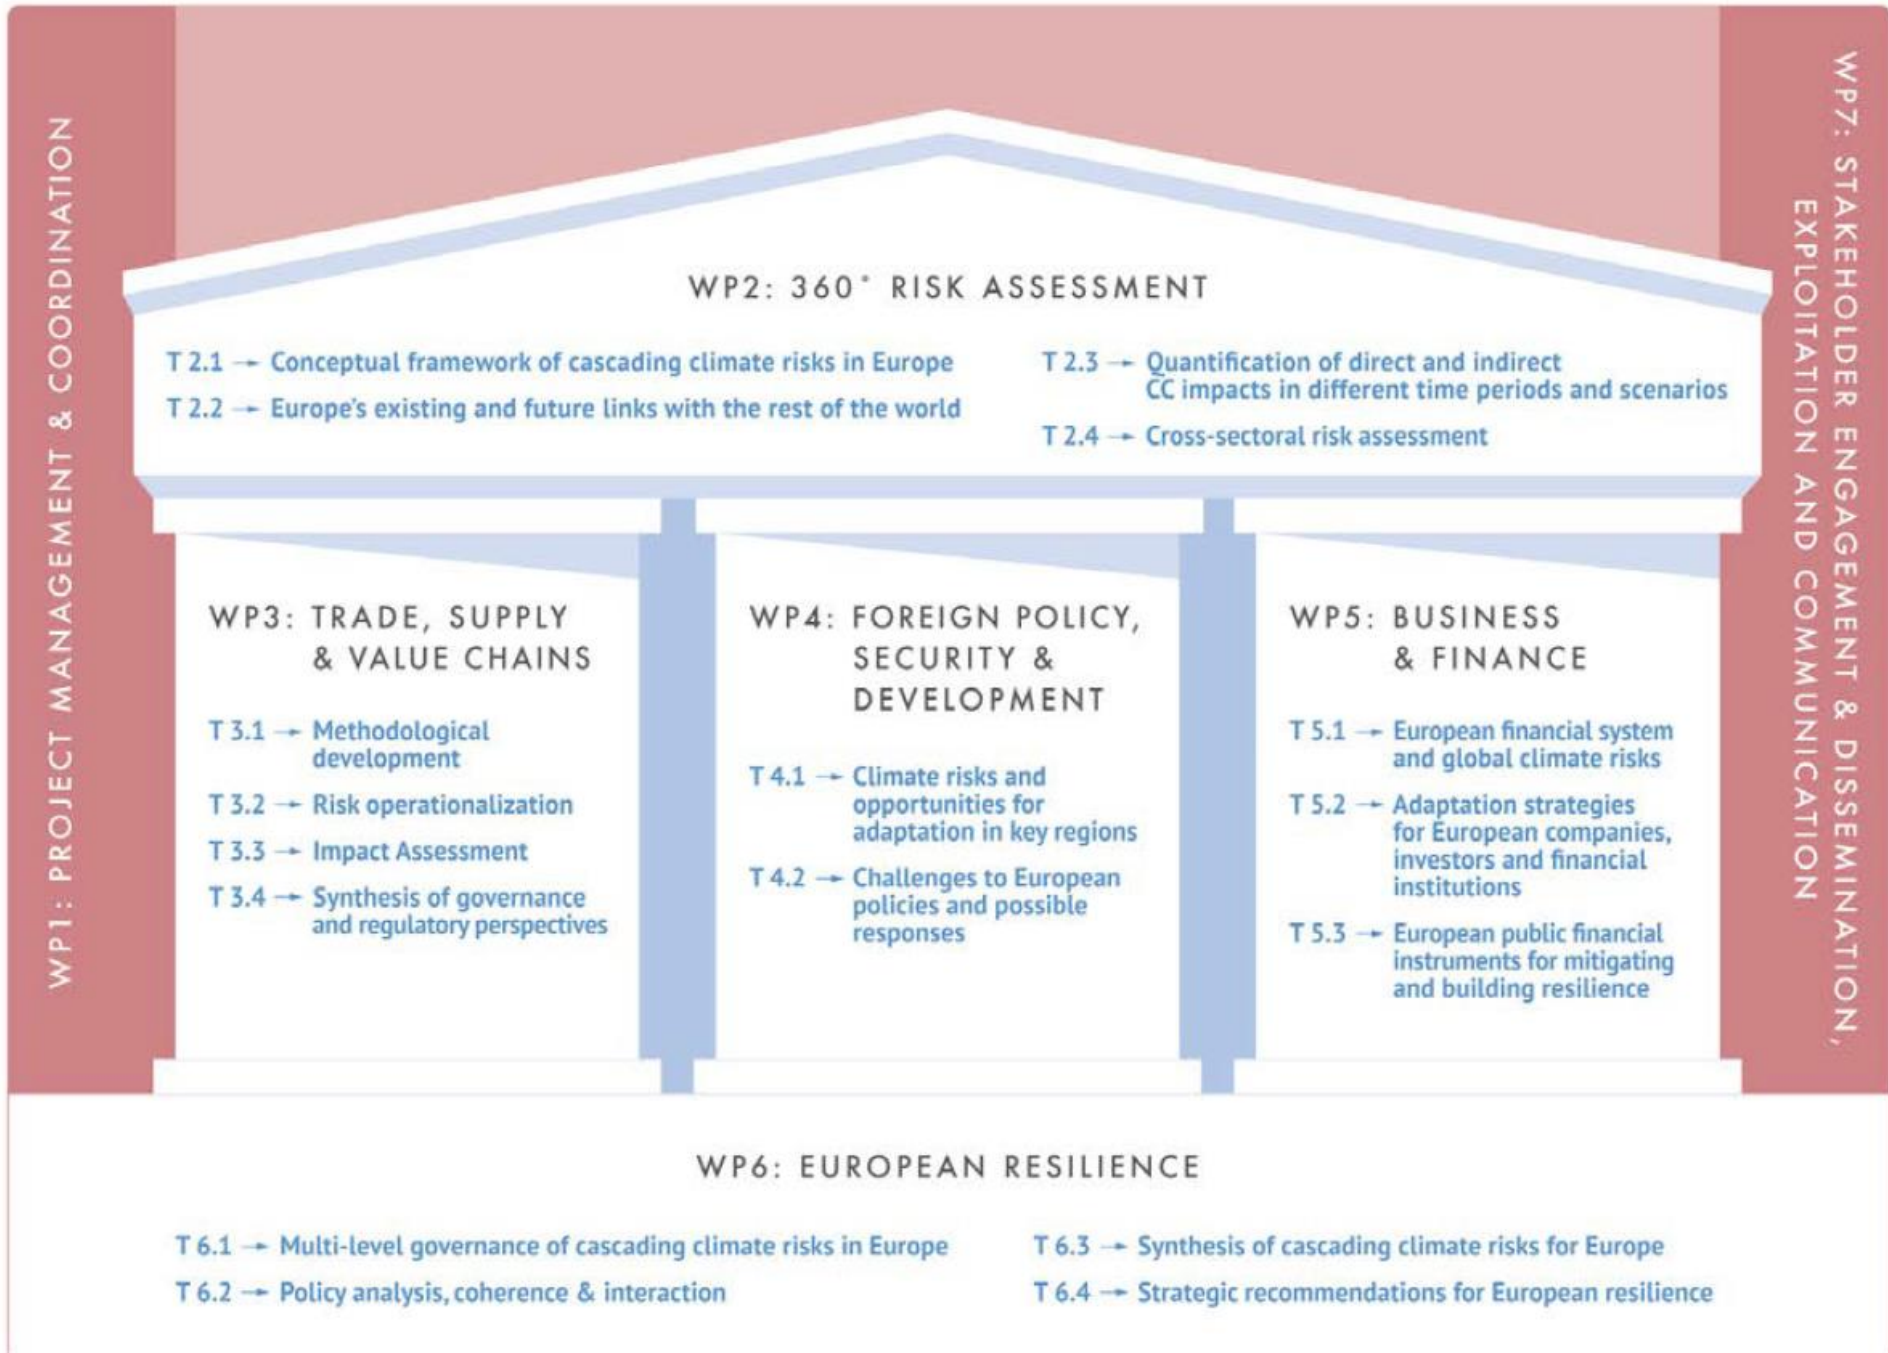 WP1: PROJECT MANAGEMENT & COORDINATION
WP2: 360° RISK ASSESSMENT
T 2.1 → Conceptual framework of cascading climate risks in Europe
T 2.2 → Europe's existing and future links with the rest of the world
T 2.3 → Quantification of direct and indirect
CC impacts in different time periods and scenarios
T 2.4 → Cross-sectoral risk assessment
WP3: TRADE, SUPPLY
& VALUE CHAINS
T 3.1 → Methodological
development
T 3.2 → Risk operationalization
T 3.3 → Impact Assessment
T 3.4 → Synthesis of governance
and regulatory perspectives
WP4: FOREIGN POLICY,
SECURITY &
DEVELOPMENT
T 4.1 → Climate risks and
opportunities for
adaptation in key regions
T 4.2 → Challenges to European
policies and possible
responses
WP5: BUSINESS
& FINANCE
T 5.1 → European financial system
and global climate risks
T 5.2 → Adaptation strategies
for European companies,
investors and financial
institutions
T 5.3 → European public financial
instruments for mitigating
and building resilience
WP7: STAKEHOLDER ENGAGEMENT & DISSEMINATION,
EXPLOITATION AND COMMUNICATION
WP6: EUROPEAN RESILIENCE
T 6.1 → Multi-level governance of cascading climate risks in Europe
T 6.2 → Policy analysis, coherence & interaction
T 6.3 → Synthesis of cascading climate risks for Europe
T 6.4 → Strategic recommendations for European resilience